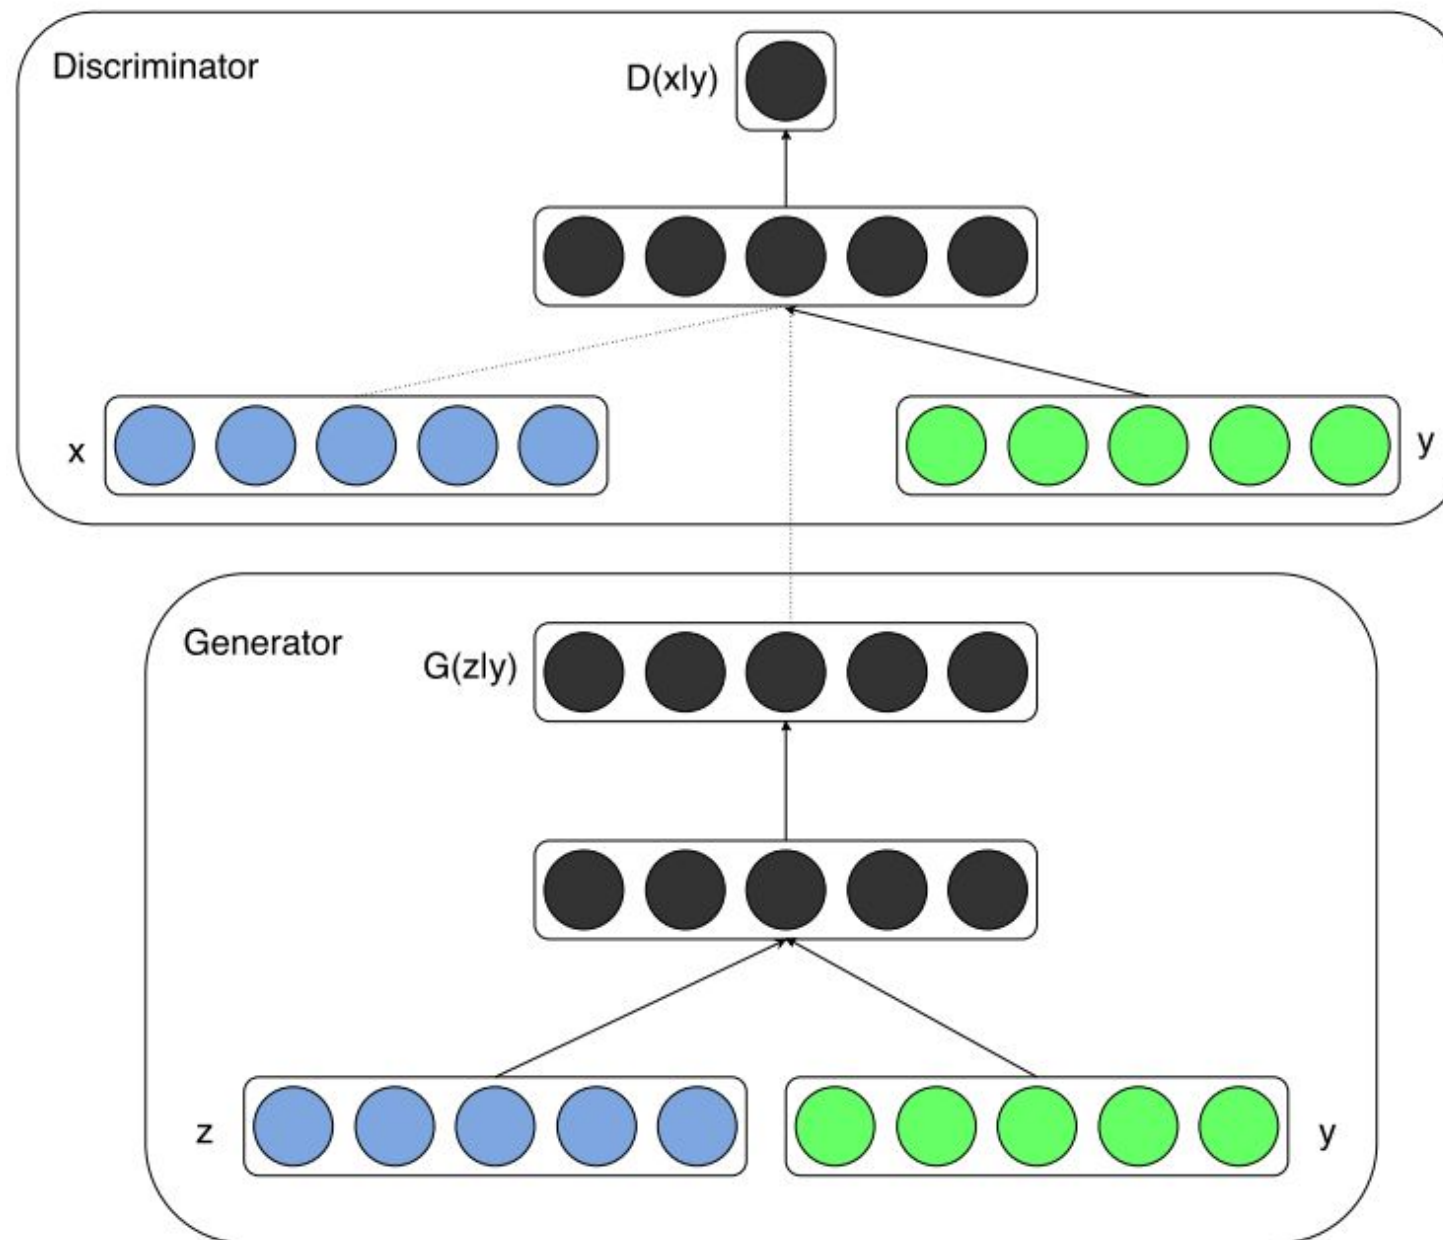 Discriminator
D(x|y)
x
y
Generator
G(z|y)
z
y